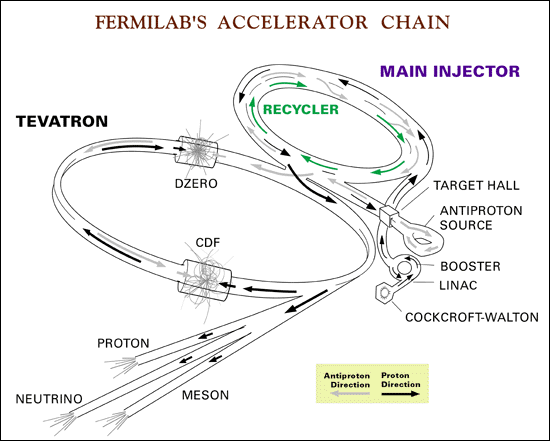 FERMILAB'S ACCELERATOR CHAIN
MAIN INJECTOR
RECYCLER
TEVATRON
DZERO
TARGET HALL
ANTIPROTON
SOURCE
CDF
BOOSTER
LINAC
COCKCROFT-WALTON
PROTON
NEUTRINO
MESON
Antiproton
Direction
Proton
Direction